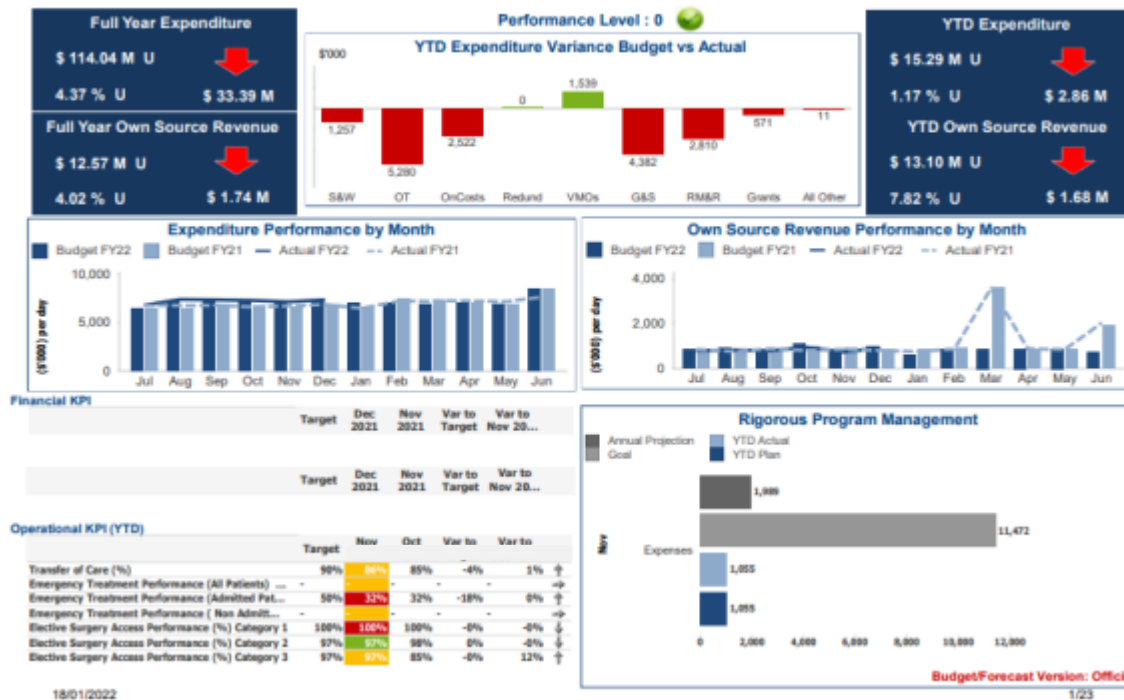 Performance Level : 0
Full Year Expenditure
$ 114.04 M U
4.37 % U
$ 33.39 M
Full Year Own Source Revenue
$ 12.57 M U
4.02 % U
$ 1.74 M
YTD Expenditure Variance Budget vs Actual
$'000
1,257
5,280
2,522
0
1,539
4,382
2,810
571
11
S&W OT OnCosts Redund VMOs G&S RM&R Grants All Other
YTD Expenditure
$ 15.29 M U
1.17 % U
$ 2.86 M
YTD Own Source Revenue
$ 13.10 M U
7.82 % U
$ 1.68 M
Expenditure Performance by Month
Budget FY22 Budget FY21 Actual FY22 Actual FY21
($'000) per day
10,000
5,000
0
Jul Aug Sep Oct Nov Dec Jan Feb Mar Apr May Jun
Own Source Revenue Performance by Month
Budget FY22 Budget FY21 Actual FY22 Actual FY21
($'000) per day
4,000
2,000
0
Jul Aug Sep Oct Nov Dec Jan Feb Mar Apr May Jun
Financial KPI
Target Dec 2021 Nov 2021 Var to Target Var to Nov 20...
Target Dec 2021 Nov 2021 Var to Target Var to Nov 20...
Operational KPI (YTD)
Target Nov Oct Var to Var to
Transfer of Care (%) 90% 86% 85% -4% 1%
Emergency Treatment Performance (All Patients) ... - - - - -
Emergency Treatment Performance (Admitted Pat... 50% 32% 32% -18% 0%
Emergency Treatment Performance ( Non Admitt... - - - - -
Elective Surgery Access Performance (%) Category 1 100% 100% 100% -0% -0%
Elective Surgery Access Performance (%) Category 2 97% 97% 98% 0% -0%
Elective Surgery Access Performance (%) Category 3 97% 97% 85% -0% 12%
Rigorous Program Management
Annual Projection YTD Actual
Goal YTD Plan
Nov
Expenses
1,989
11,472
1,055
1,055
0 2,000 4,000 6,000 8,000 10,000 12,000
Budget/Forecast Version: Offici
18/01/2022
1/23